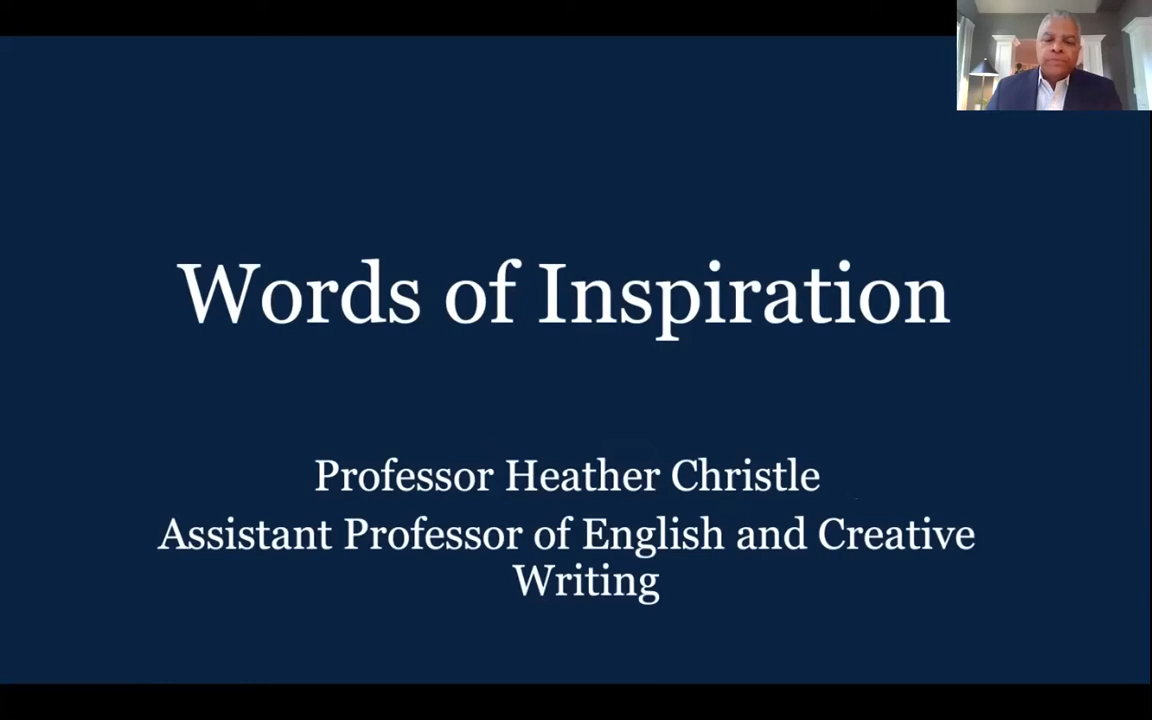 Words of Inspiration
Professor Heather Christle
Assistant Professor of English and Creative
Writing